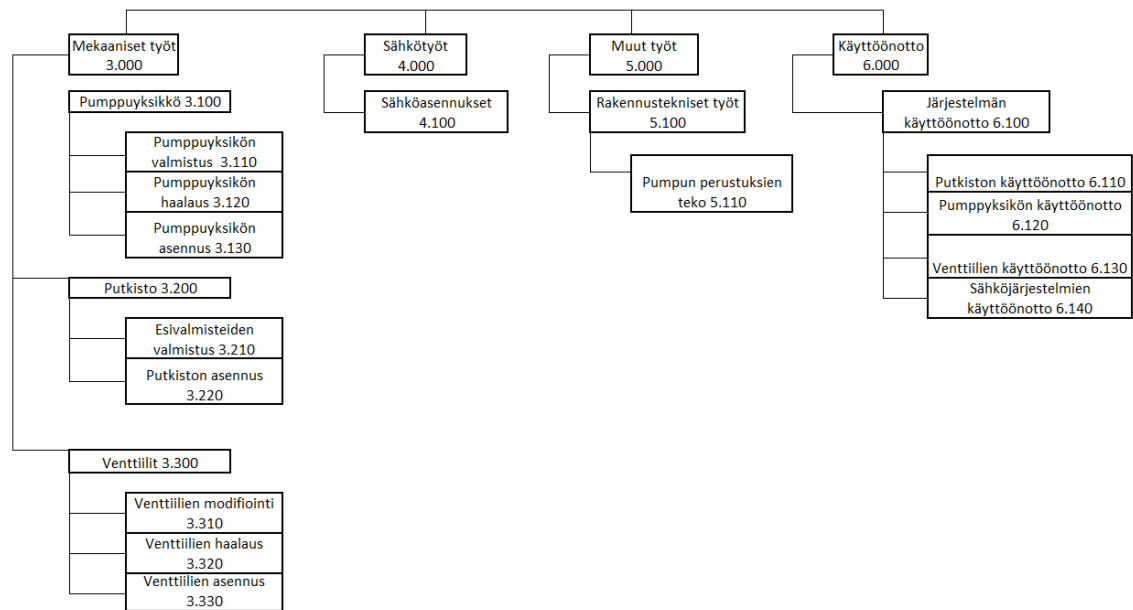 Mekaaniset työt
3.000
Pumppuyksikkö 3.100
Pumppuyksikön
valmistus 3.110
Pumppuyksikön
haalaus 3.120
Pumppuyksikön
asennus 3.130
Putkisto 3.200
Esivalmisteiden
valmistus 3.210
Putkiston asennus
3.220
Venttiilit 3.300
Venttiilien modifiointi
3.310
Venttiilien haalaus
3.320
Venttiilien asennus
3.330
Sähkötyöt
4.000
Sähköasennukset
4.100
Muut työt
5.000
Rakennustekniset työt
5.100
Pumpun perustuksien
teko 5.110
Käyttöönotto
6.000
Järjestelmän
käyttöönotto 6.100
Putkiston käyttöönotto 6.110
Pumppyksikön käyttöönotto
6.120
Venttiilien käyttöönotto 6.130
Sähköjärjestelmien
käyttöönotto 6.140